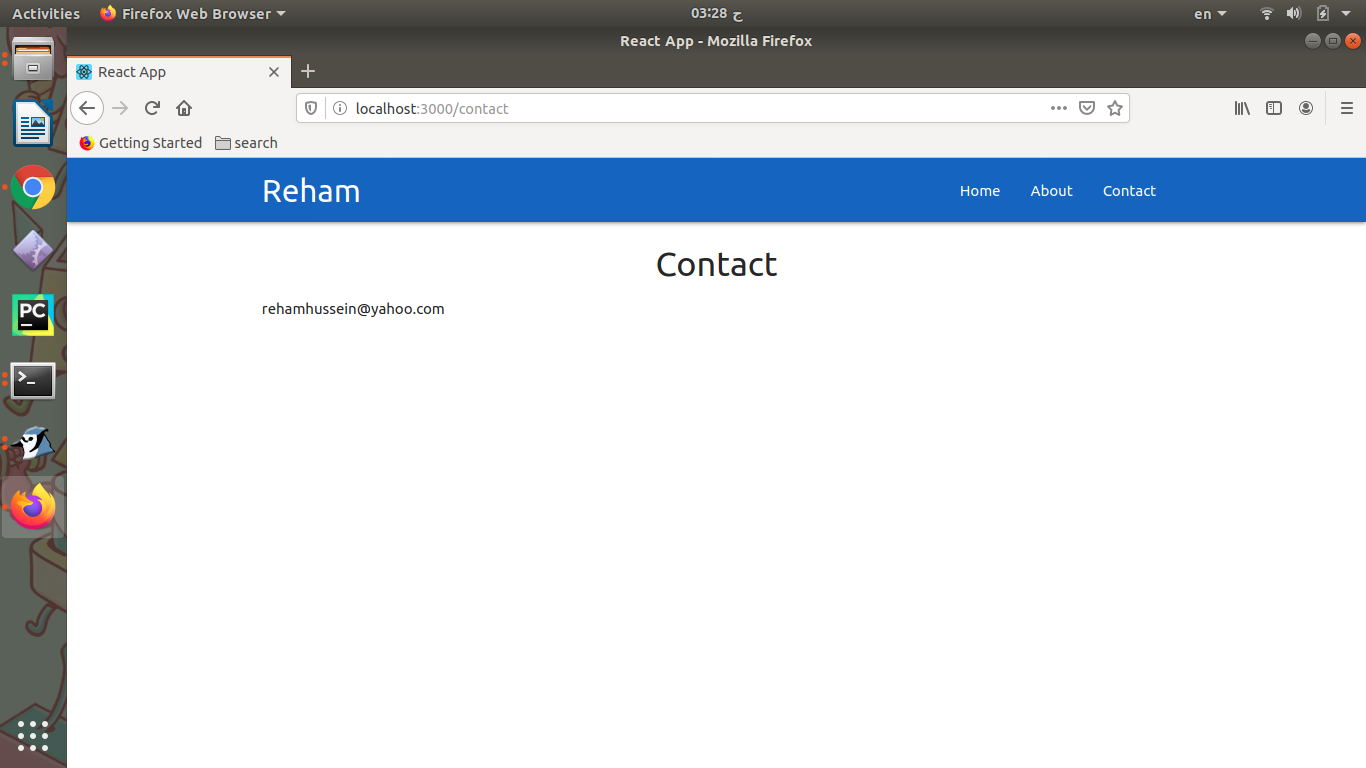 Activities
Firefox Web Browser
03:28 ج
en
React App - Mozilla Firefox
React App
localhost:3000/contact
Getting Started
search
Reham
Home
About
Contact
Contact
rehamhussein@yahoo.com
PC